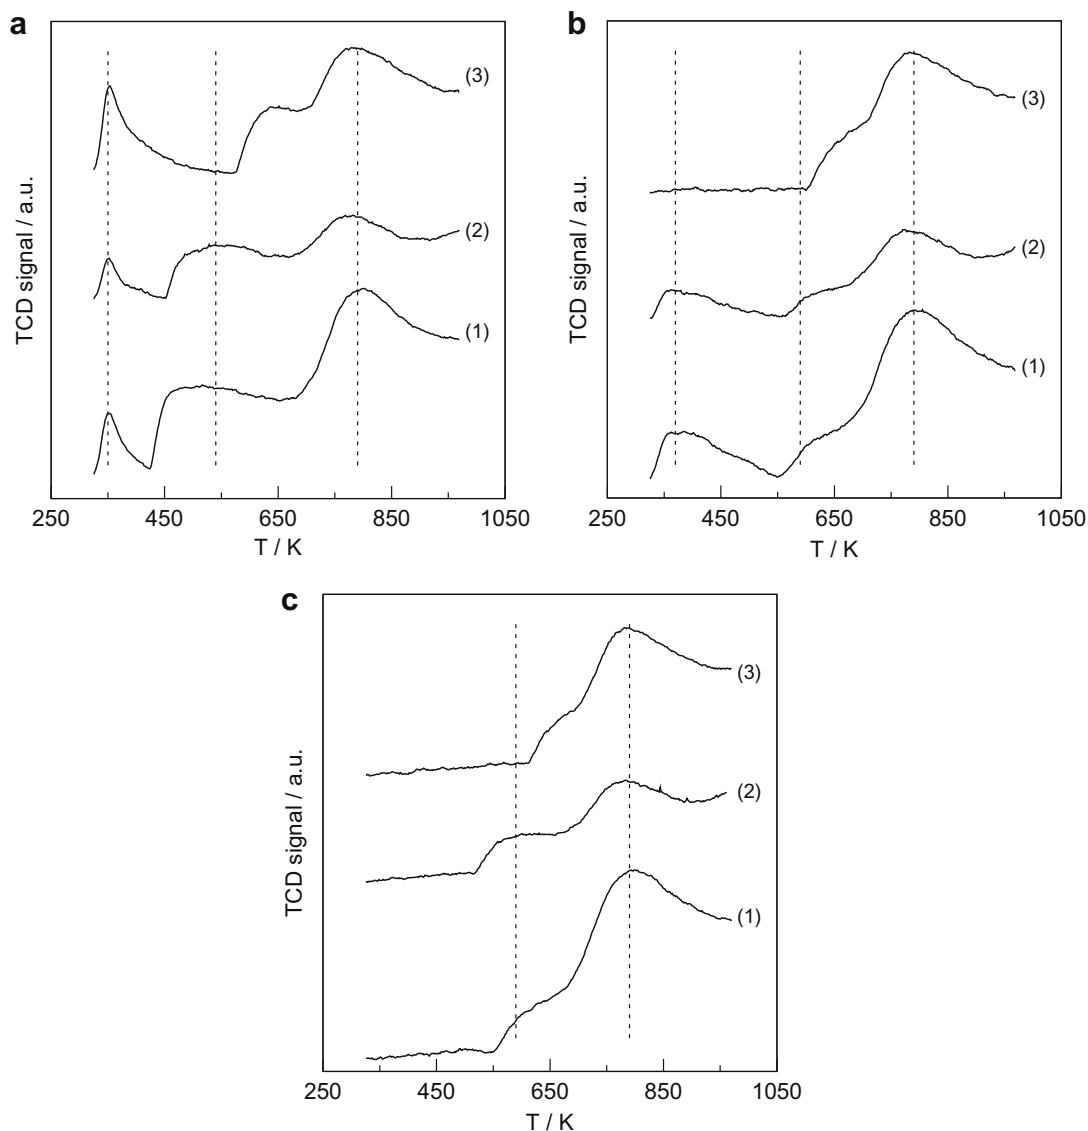 a
TCD signal / a.u.
(3)
(2)
(1)
250 450 650 850 1050
T / K
b
TCD signal / a.u.
(3)
(2)
(1)
250 450 650 850 1050
T / K
c
TCD signal / a.u.
(3)
(2)
(1)
250 450 650 850 1050
T / K